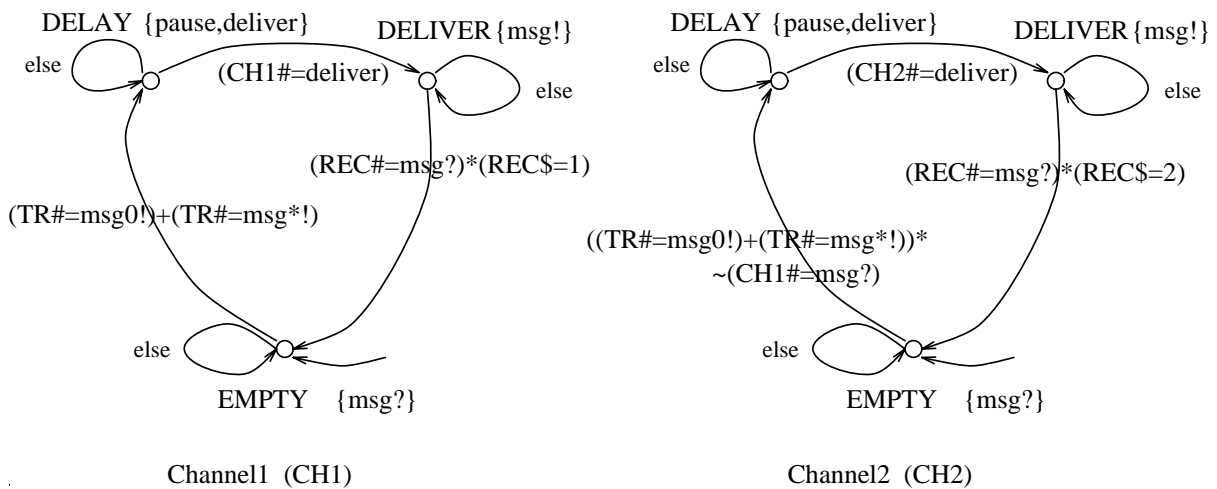 DELAY {pause,deliver}
DELIVER {msg!}
else
(CH1#=deliver)
else
(REC#=msg?)*(REC$=1)
(TR#=msg0!)+(TR#=msg*!)
else
EMPTY {msg?}
Channel1 (CH1)
DELAY {pause,deliver}
DELIVER {msg!}
else
(CH2#=deliver)
else
(REC#=msg?)*(REC$=2)
((TR#=msg0!)+(TR#=msg*!))*
~(CH1#=msg?)
else
EMPTY {msg?}
Channel2 (CH2)